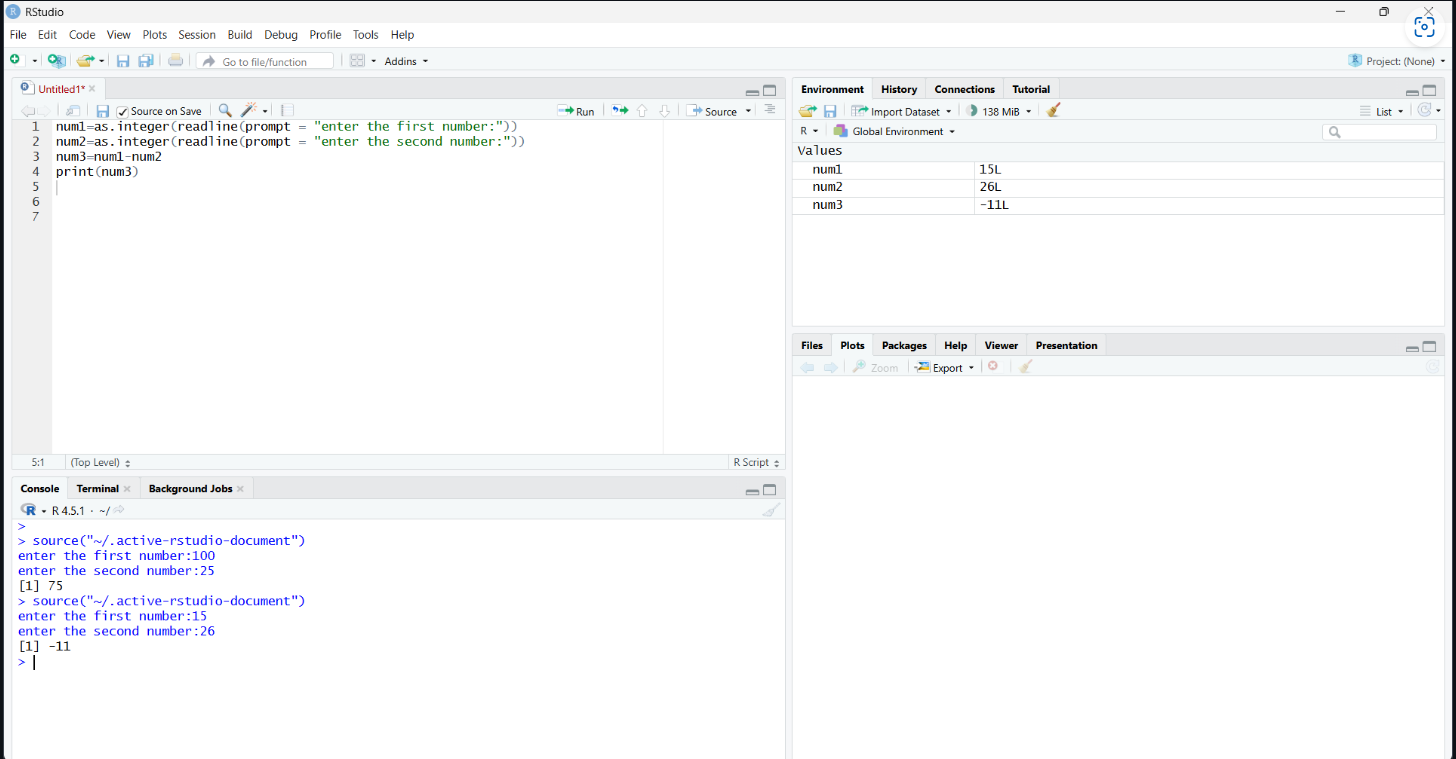 RStudio
File Edit Code View Plots Session Build Debug Profile Tools Help
Go to file/function Addins Project: (None)
Untitled1*
Source on Save Run Source
1 num1=as.integer(readline(prompt = "enter the first number:"))
2 num2=as.integer(readline(prompt = "enter the second number:"))
3 num3=num1-num2
4 print(num3)
5
6
7
5:1 (Top Level) R Script
Console Terminal Background Jobs
R 4.5.1 · ~/
>
> source("~/.active-rstudio-document")
enter the first number:100
enter the second number:25
[1] 75
> source("~/.active-rstudio-document")
enter the first number:15
enter the second number:26
[1] -11
>
Environment History Connections Tutorial
Import Dataset 138 MiB List
R Global Environment
Values
num1 15L
num2 26L
num3 -11L
Files Plots Packages Help Viewer Presentation
Zoom Export